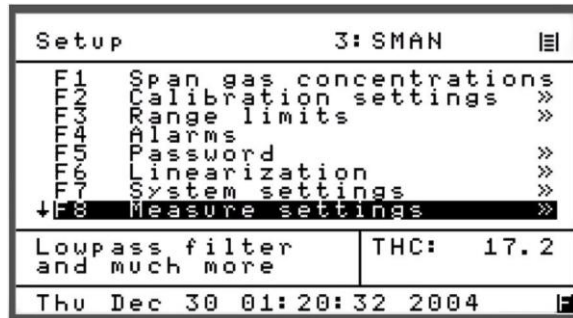 Setup 3: SMAN
F1 Span gas concentrations
F2 Calibration settings »
F3 Range limits »
F4 Alarms
F5 Password »
F6 Linearization »
F7 System settings »
↓F8 Measure settings »
Lowpass filter
and much more
THC: 17.2
Thu Dec 30 01:20:32 2004 F